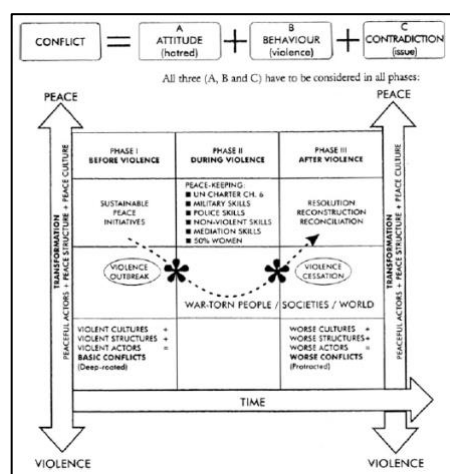 CONFLICT = A ATTITUDE (hatred) + B BEHAVIOUR (violence) + C CONTRADICTION (issue)
All three (A, B and C) have to be considered in all phases:
PEACE
PEACE
PHASE I
BEFORE VIOLENCE
PHASE II
DURING VIOLENCE
PHASE III
AFTER VIOLENCE
SUSTAINABLE
PEACE
INITIATIVES
PEACE-KEEPING:
■ UN CHARTER CH. 6
■ MILITARY SKILLS
■ POLICE SKILLS
■ NON-VIOLENT SKILLS
■ MEDIATION SKILLS
■ 50% WOMEN
RESOLUTION
RECONSTRUCTION
RECONCILIATION
VIOLENCE
OUTBREAK
VIOLENCE
CESSATION
WAR-TORN PEOPLE / SOCIETIES / WORLD
VIOLENT CULTURES +
VIOLENT STRUCTURES +
VIOLENT ACTORS =
BASIC CONFLICTS
(Deep-rooted)
WORSE CULTURES +
WORSE STRUCTURES+
WORSE ACTORS =
WORSE CONFLICTS
(Protracted)
TRANSFORMATION
PEACEFUL ACTORS + PEACE STRUCTURE + PEACE CULTURE
TRANSFORMATION
PEACEFUL ACTORS + PEACE STRUCTURE + PEACE CULTURE
TIME
VIOLENCE
VIOLENCE